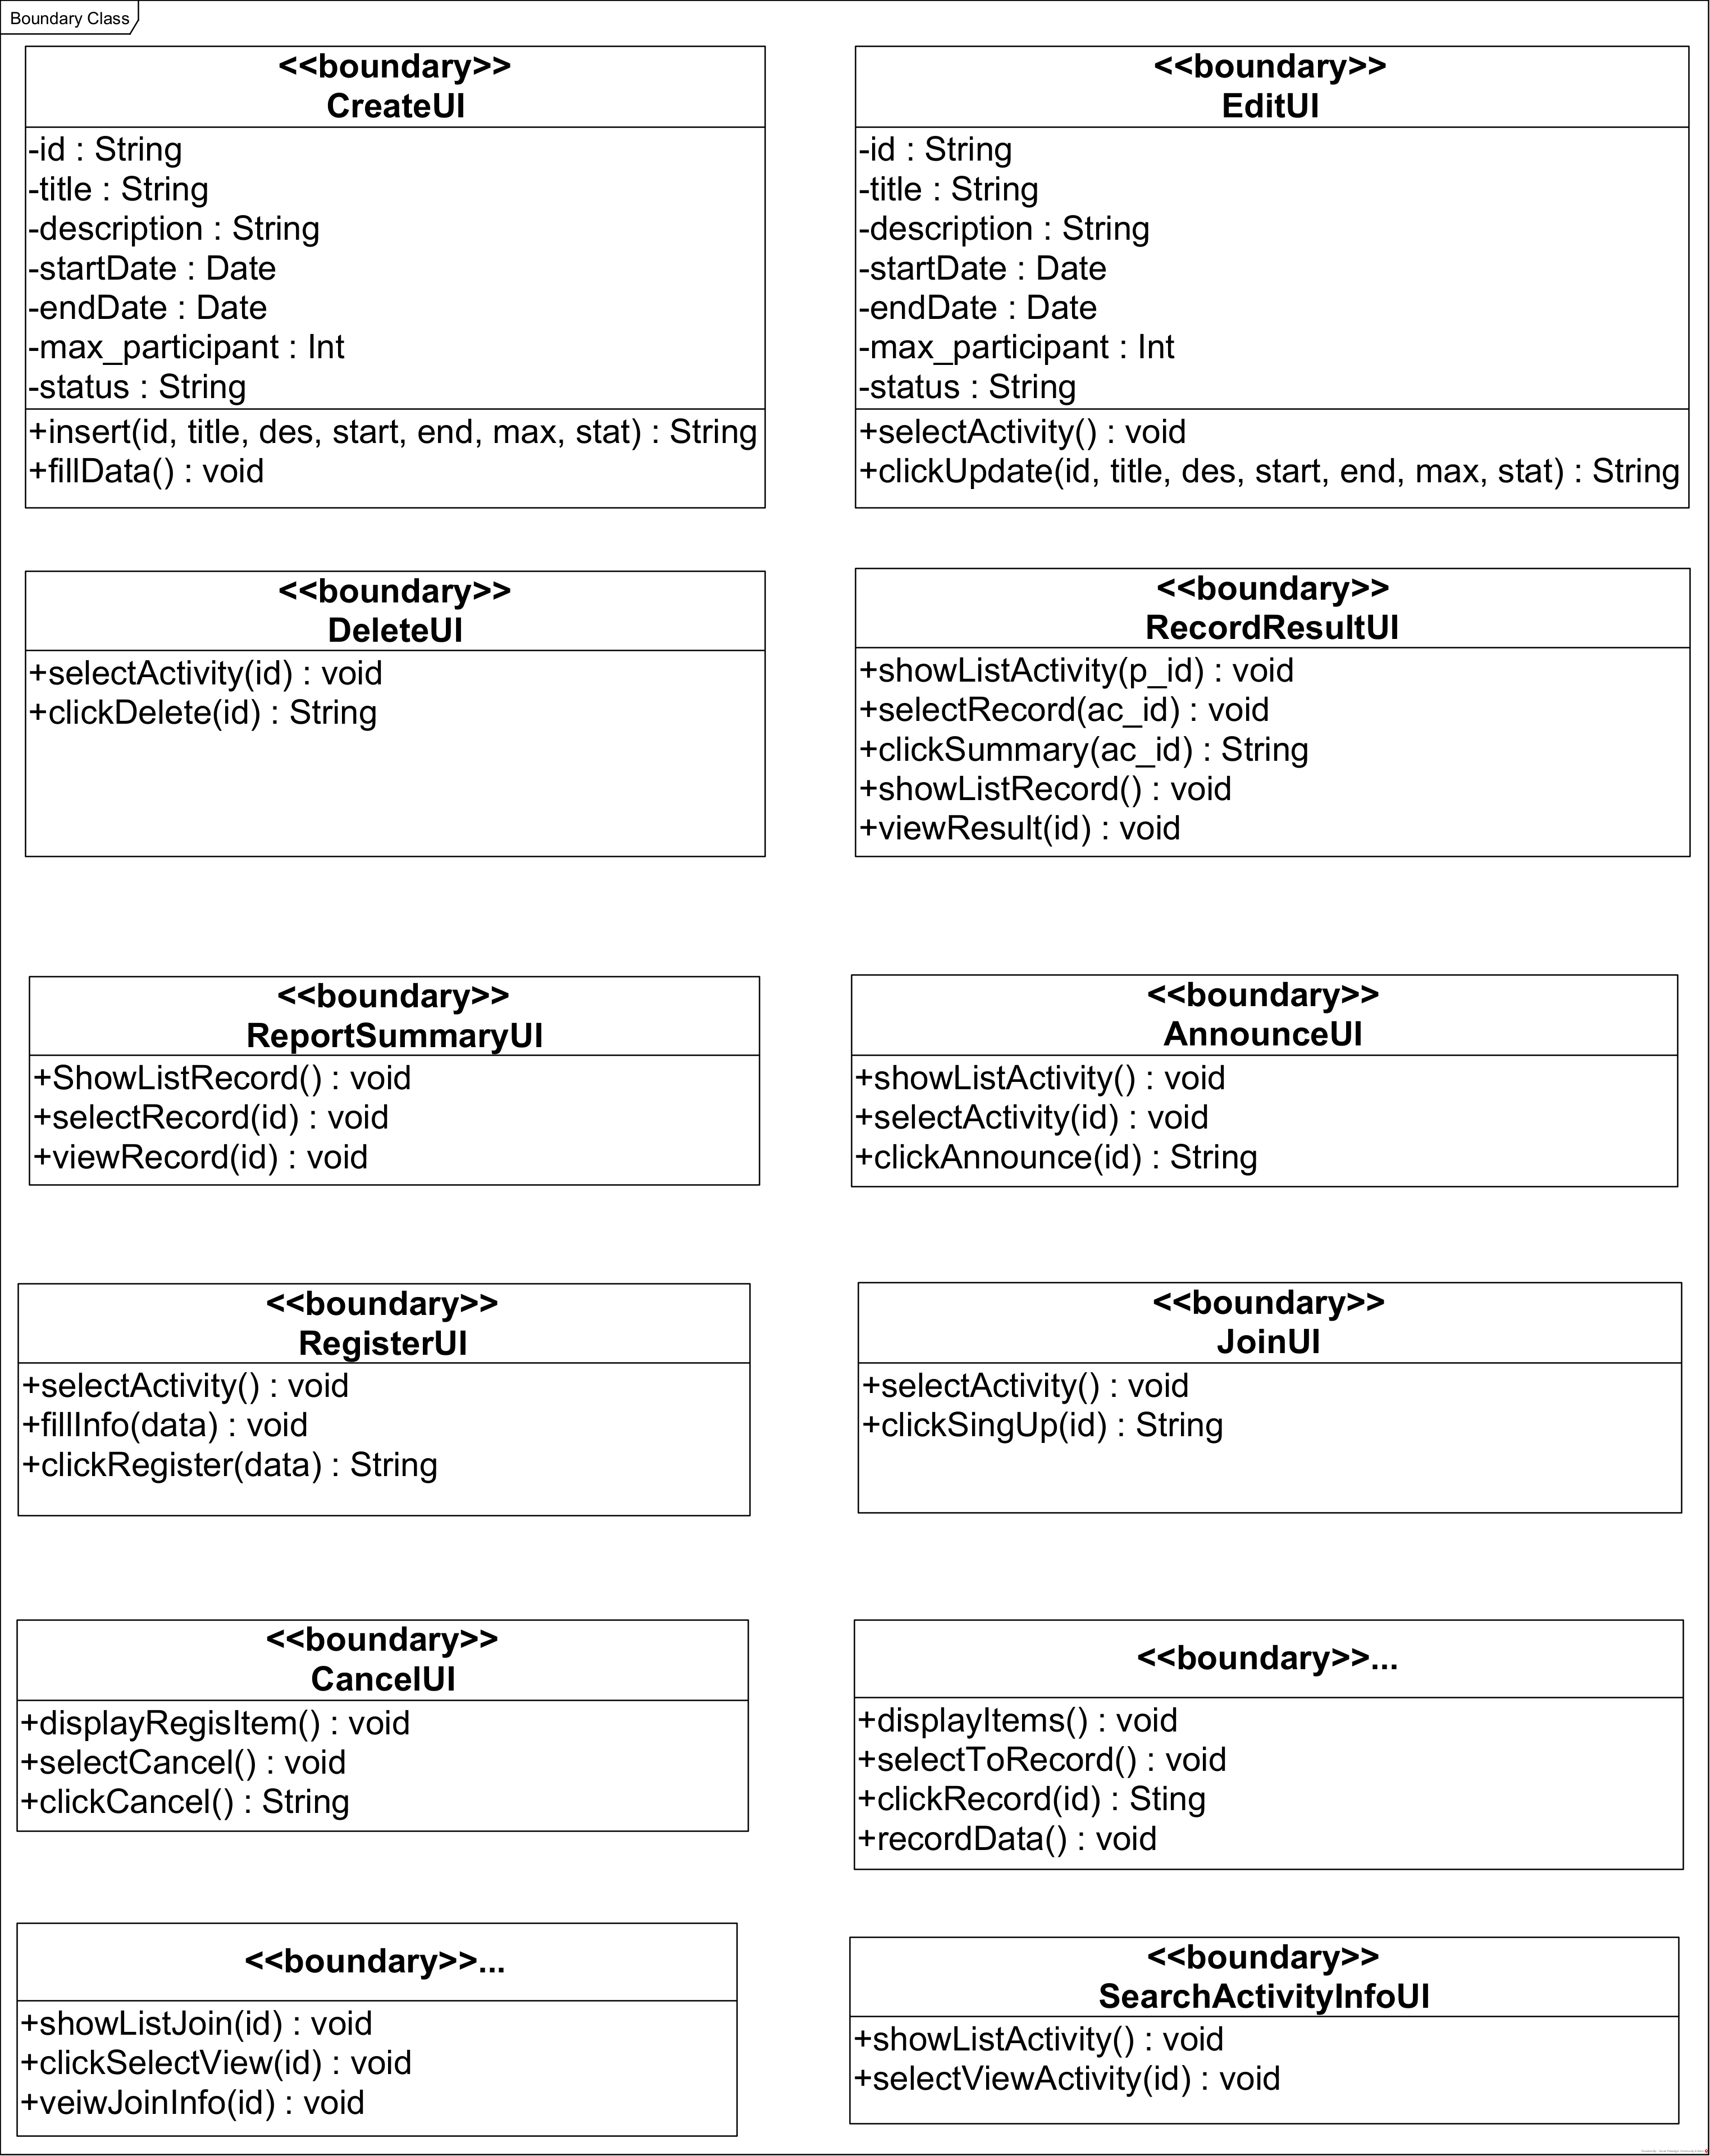 Boundary Class
<<boundary>>
CreateUI
-id : String
-title : String
-description : String
-startDate : Date
-endDate : Date
-max_participant : Int
-status : String
+insert(id, title, des, start, end, max, stat) : String
+fillData() : void
<<boundary>>
EditUI
-id : String
-title : String
-description : String
-startDate : Date
-endDate : Date
-max_participant : Int
-status : String
+selectActivity() : void
+clickUpdate(id, title, des, start, end, max, stat) : String
<<boundary>>
DeleteUI
+selectActivity(id) : void
+clickDelete(id) : String
<<boundary>>
RecordResultUI
+showListActivity(p_id) : void
+selectRecord(ac_id) : void
+clickSummary(ac_id) : String
+showListRecord() : void
+viewResult(id) : void
<<boundary>>
ReportSummaryUI
+ShowListRecord() : void
+selectRecord(id) : void
+viewRecord(id) : void
<<boundary>>
AnnounceUI
+showListActivity() : void
+selectActivity(id) : void
+clickAnnounce(id) : String
<<boundary>>
RegisterUI
+selectActivity() : void
+fillInfo(data) : void
+clickRegister(data) : String
<<boundary>>
JoinUI
+selectActivity() : void
+clickSingUp(id) : String
<<boundary>>
CancelUI
+displayRegisItem() : void
+selectCancel() : void
+clickCancel() : String
<<boundary>>...
+displayItems() : void
+selectToRecord() : void
+clickRecord(id) : Sting
+recordData() : void
<<boundary>>...
+showListJoin(id) : void
+clickSelectView(id) : void
+veiwJoinInfo(id) : void
<<boundary>>
SearchActivityInfoUI
+showListActivity() : void
+selectViewActivity(id) : void